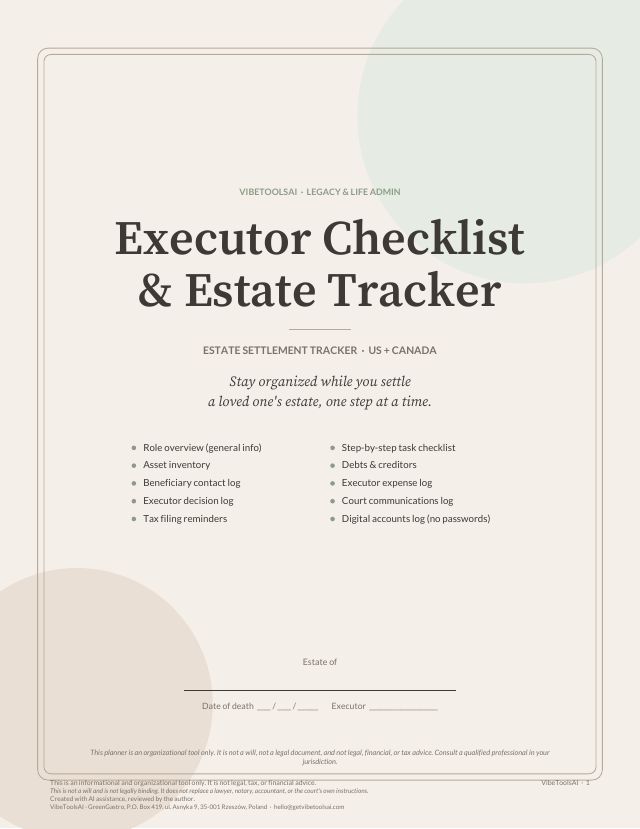 VIBETOOLSAI · LEGACY & LIFE ADMIN
Executor Checklist
& Estate Tracker
ESTATE SETTLEMENT TRACKER · US + CANADA
Stay organized while you settle
a loved one's estate, one step at a time.
Role overview (general info)
Asset inventory
Beneficiary contact log
Executor decision log
Tax filing reminders
Step-by-step task checklist
Debts & creditors
Executor expense log
Court communications log
Digital accounts log (no passwords)
Estate of
Date of death ___ / ___ / _____ Executor ________________
This planner is an organizational tool only. It is not a will, not a legal document, and not legal, financial, or tax advice. Consult a qualified professional in your
jurisdiction.
This is an informational and organizational tool only. It is not legal, tax, or financial advice.
This is not a will and is not legally binding. It does not replace a lawyer, notary, accountant, or the court's own instructions.
Created with AI assistance, reviewed by the author.
VibeToolsAI · GreenGastro, P.O. Box 419, ul. Asnyka 9, 35-001 Rzeszów, Poland · hello@getvibetoolsai.com
VibeToolsAI · 1